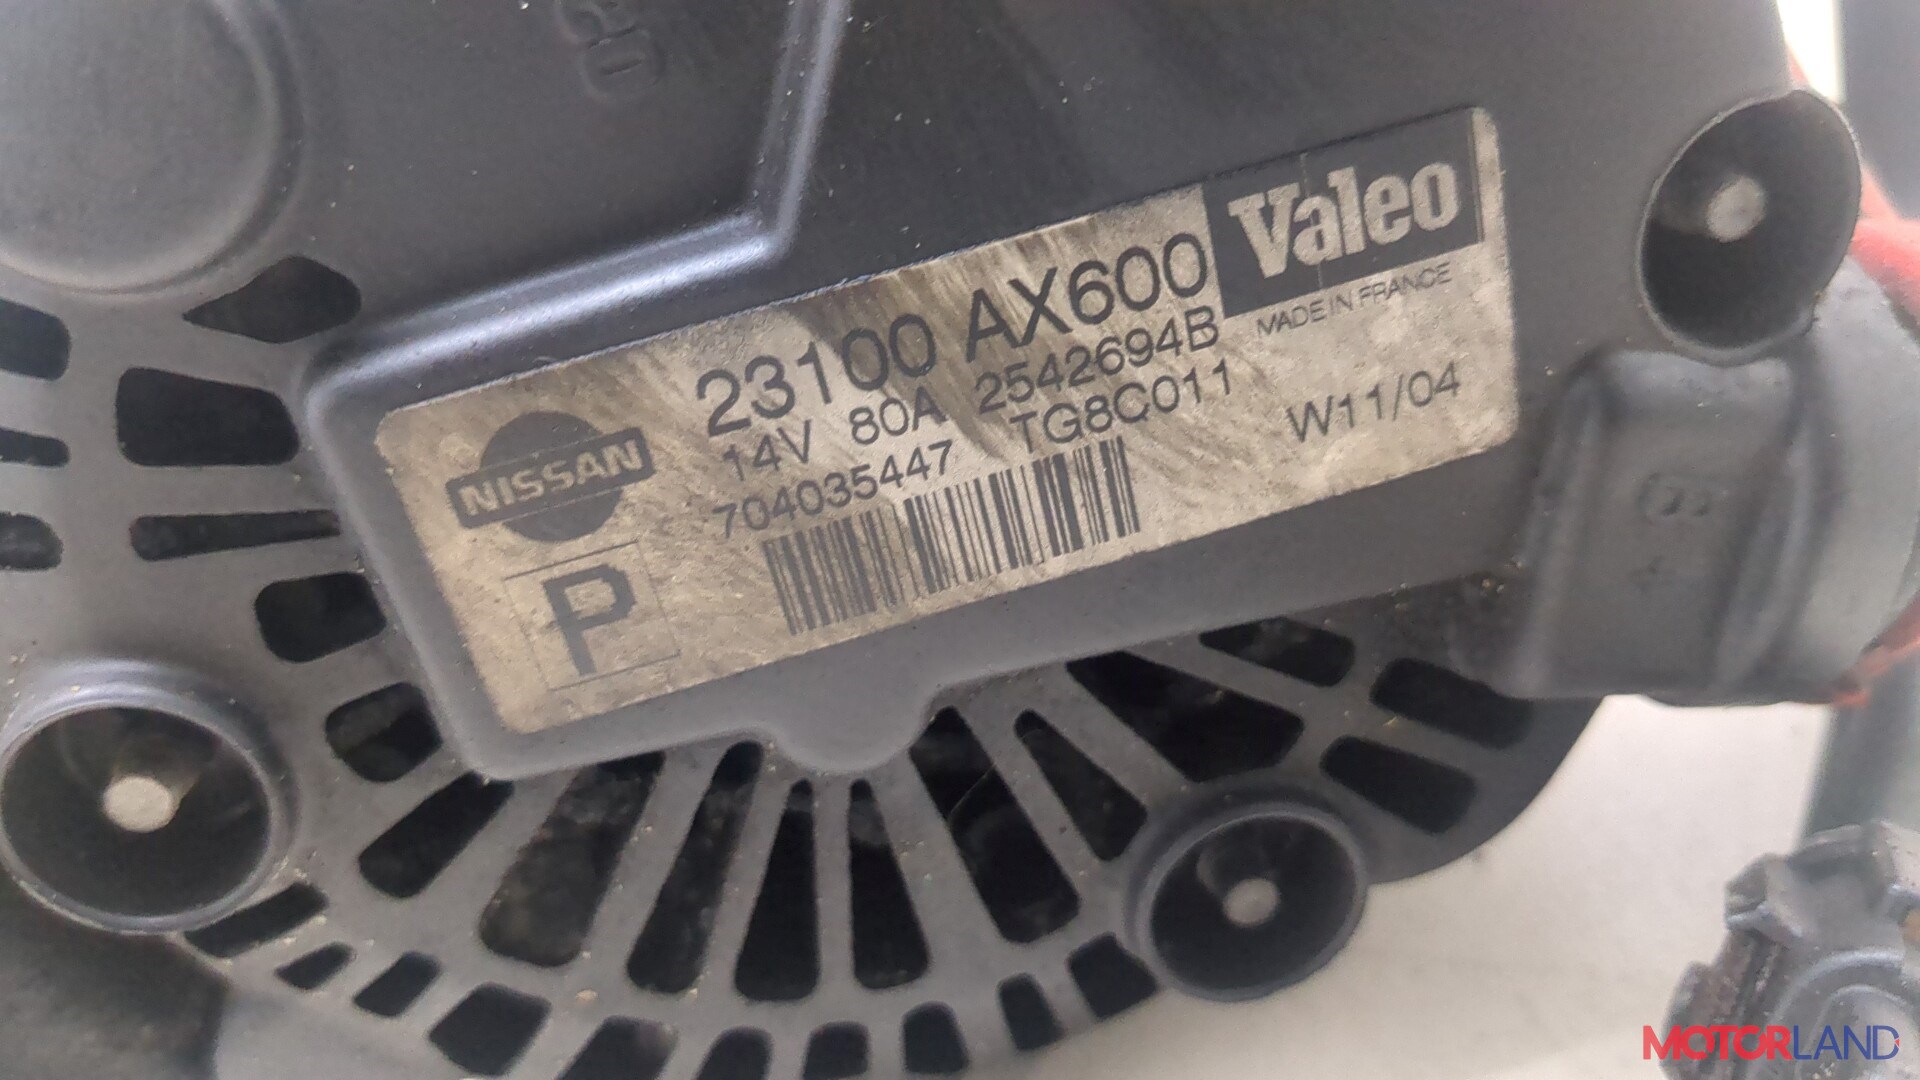 Valeo
MADE IN FRANCE
23100 AX600
14V 80A 2542694B
704035447 TG8C011
W11/04
NISSAN
P
MOTORLAND